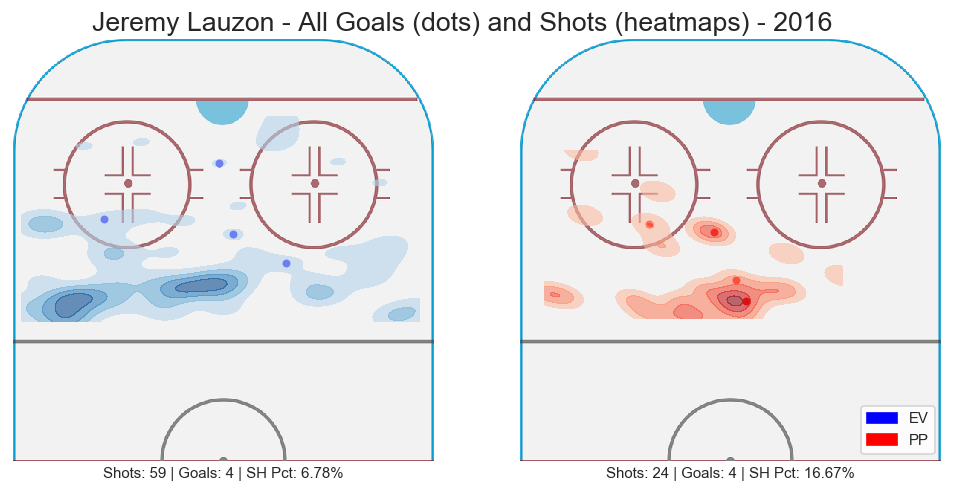 Jeremy Lauzon - All Goals (dots) and Shots (heatmaps) - 2016
EV
PP
Shots: 59 | Goals: 4 | SH Pct: 6.78%
Shots: 24 | Goals: 4 | SH Pct: 16.67%